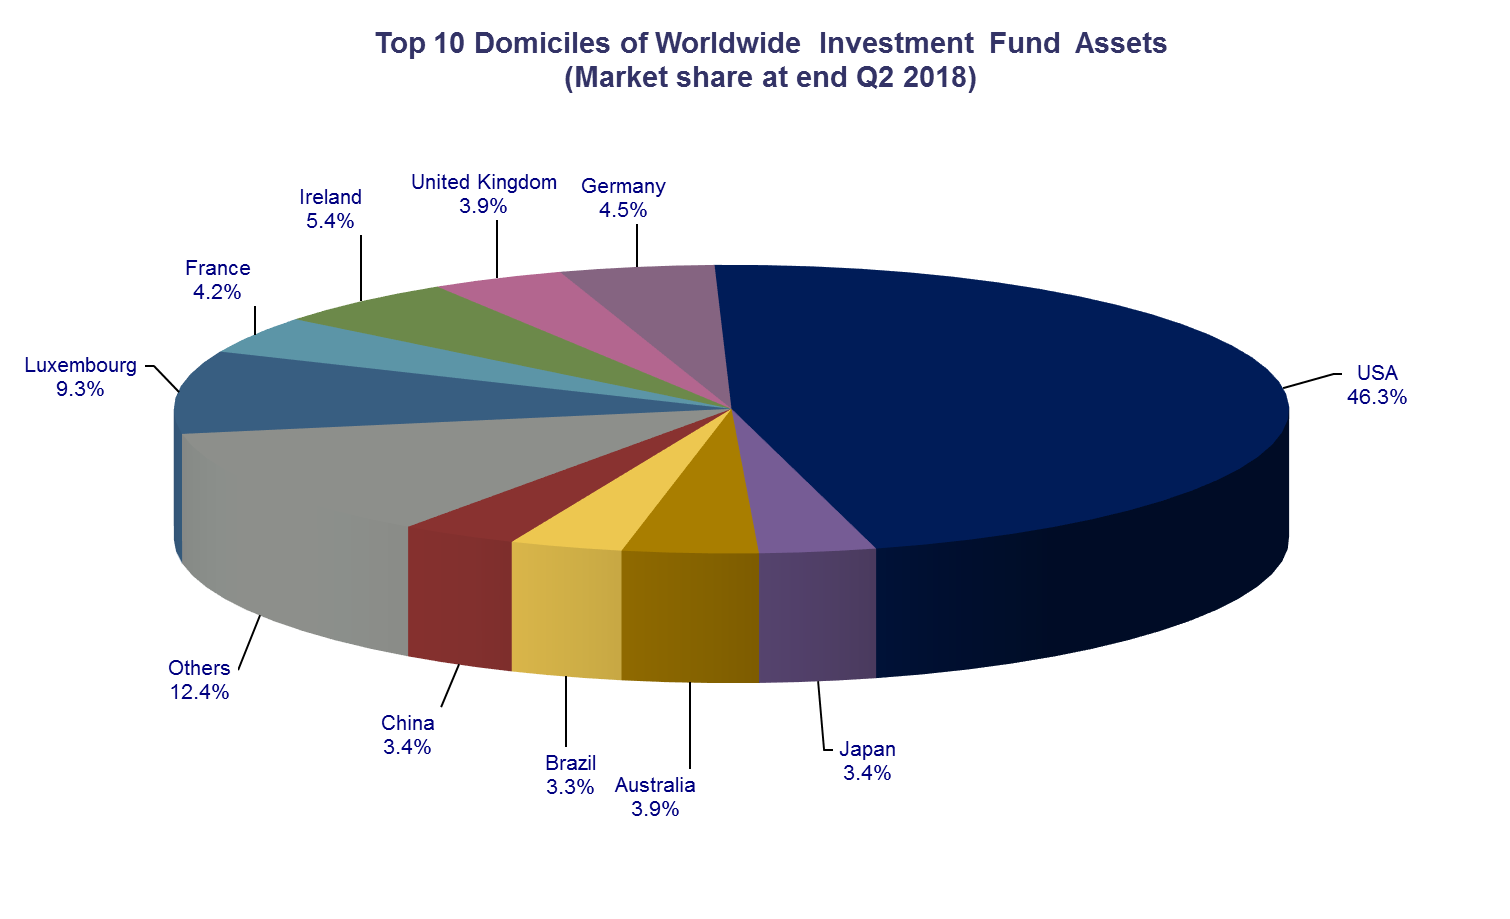 Top 10 Domiciles of Worldwide Investment Fund Assets
(Market share at end Q2 2018)
United Kingdom
3.9%
Germany
4.5%
Ireland
5.4%
France
4.2%
Luxembourg
9.3%
USA
46.3%
Others
12.4%
China
3.4%
Brazil
3.3%
Australia
3.9%
Japan
3.4%